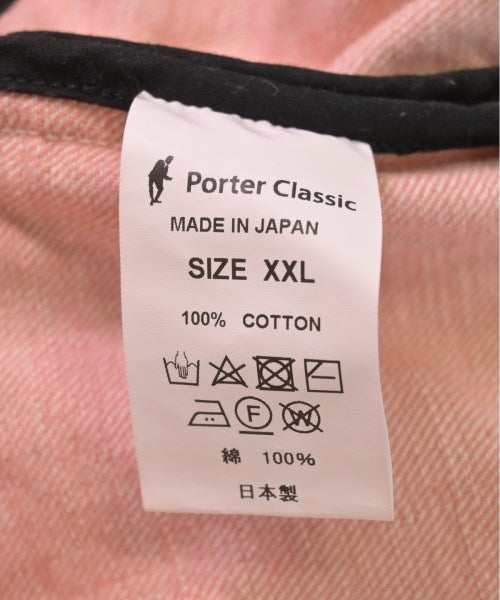 Porter Classic
MADE IN JAPAN
SIZE XXL
100% COTTON
F W
綿 100%
日本製